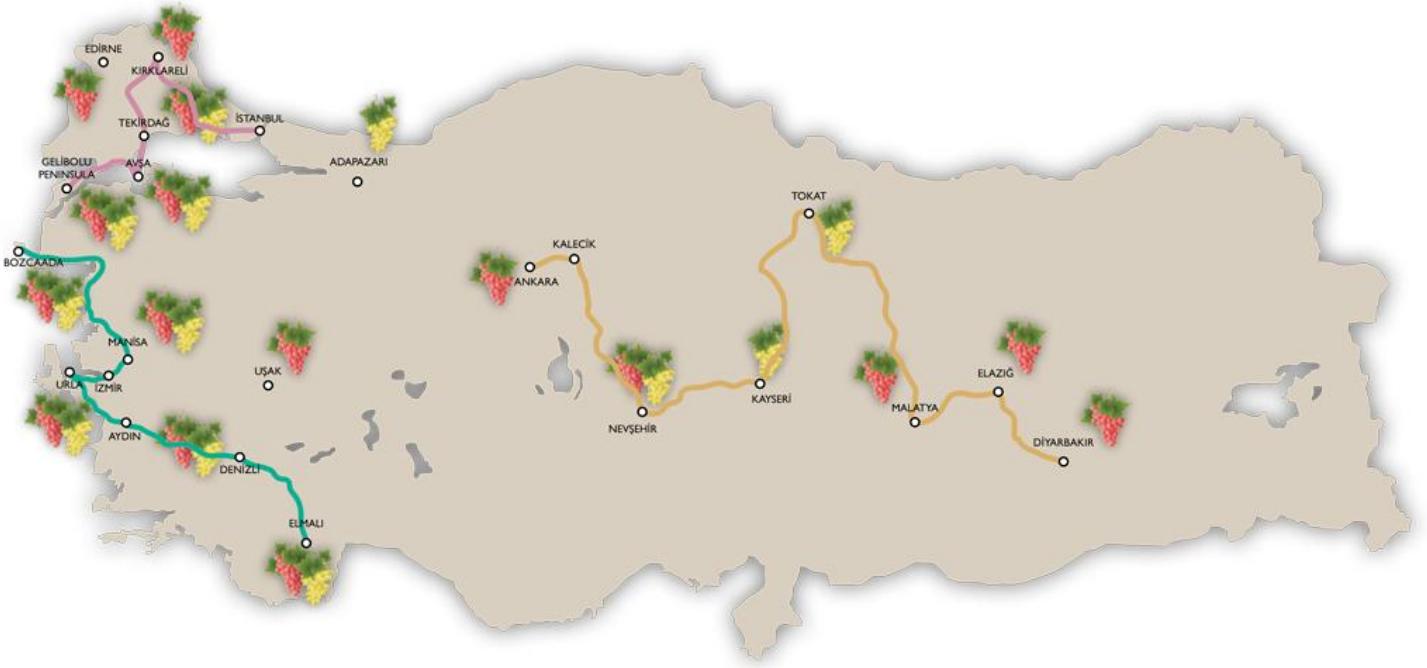 EDİRNE
KIRKLARELİ
TEKİRDAĞ
İSTANBUL
GELİBOLU
PENINSULA
AVŞA
ADAPAZARI
TOKAT
BOZCAADA
KALECİK
ANKARA
MANİSA
URLA
IZMİR
UŞAK
ELAZIĞ
KAYSERİ
MALATYA
NEVŞEHİR
AYDIN
DİYARBAKIR
DENİZLİ
ELMALI